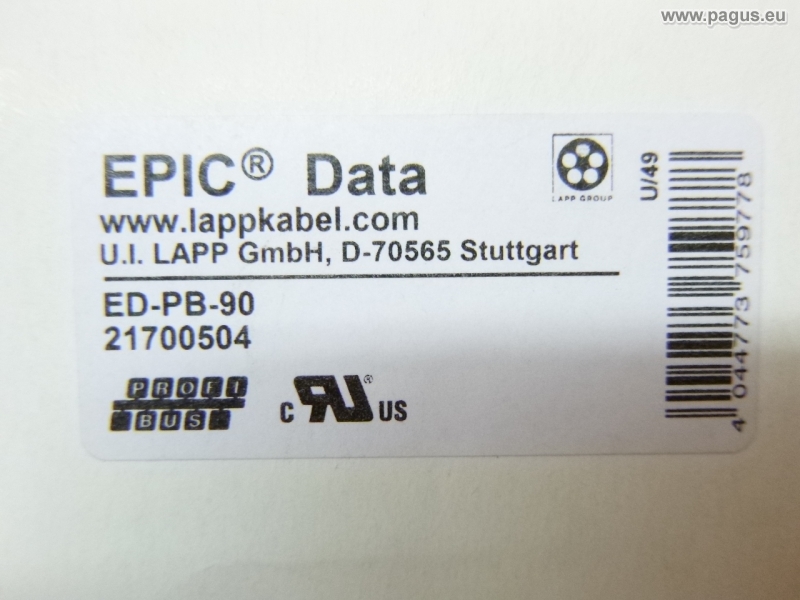 www.pagus.eu
EPIC® Data
LAPP GROUP
U/49
www.lappkabel.com
U.I. LAPP GmbH, D-70565 Stuttgart
ED-PB-90
21700504
PROFI
BUS
C RU® US
4 044773 759778